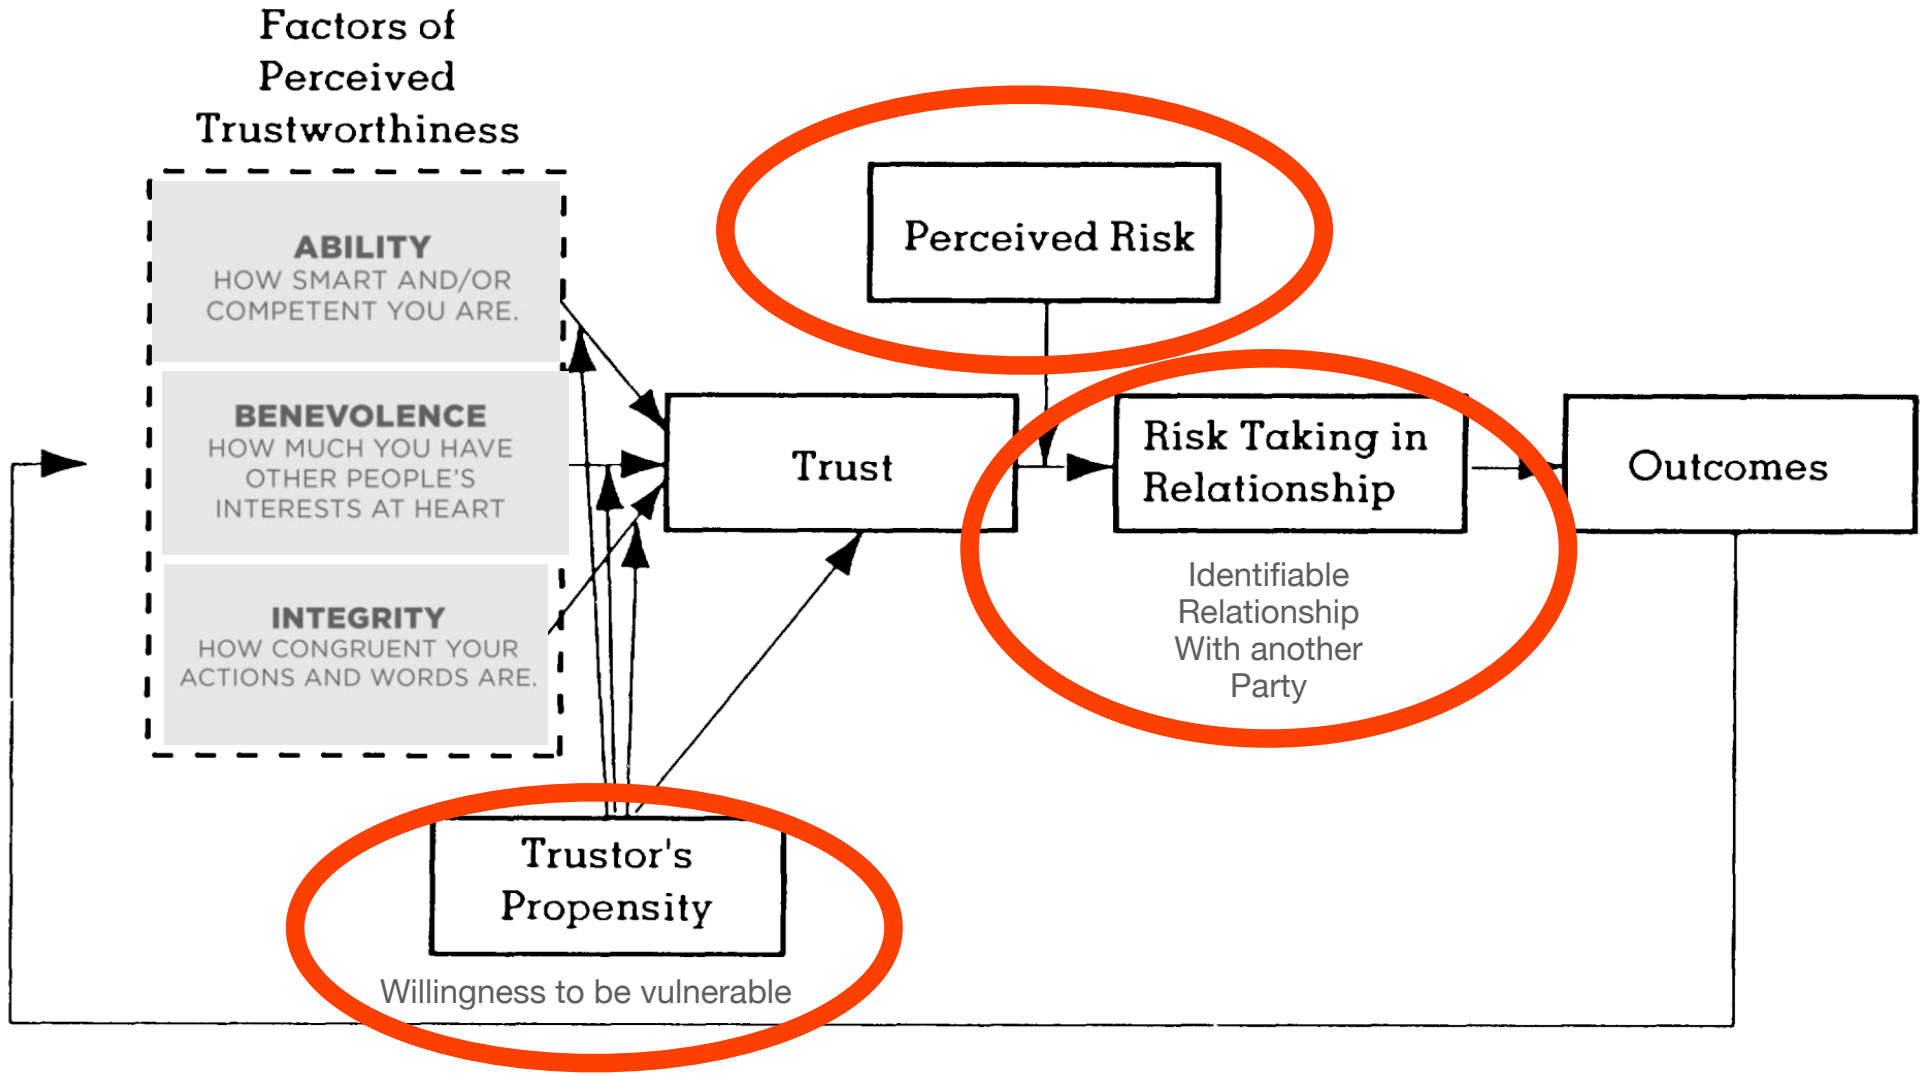 Factors of
Perceived
Trustworthiness
ABILITY
HOW SMART AND/OR
COMPETENT YOU ARE.
BENEVOLENCE
HOW MUCH YOU HAVE
OTHER PEOPLE'S
INTERESTS AT HEART
INTEGRITY
HOW CONGRUENT YOUR
ACTIONS AND WORDS ARE.
Perceived Risk
Trust
Risk Taking in
Relationship
Identifiable
Relationship
With another
Party
Outcomes
Trustor's
Propensity
Willingness to be vulnerable